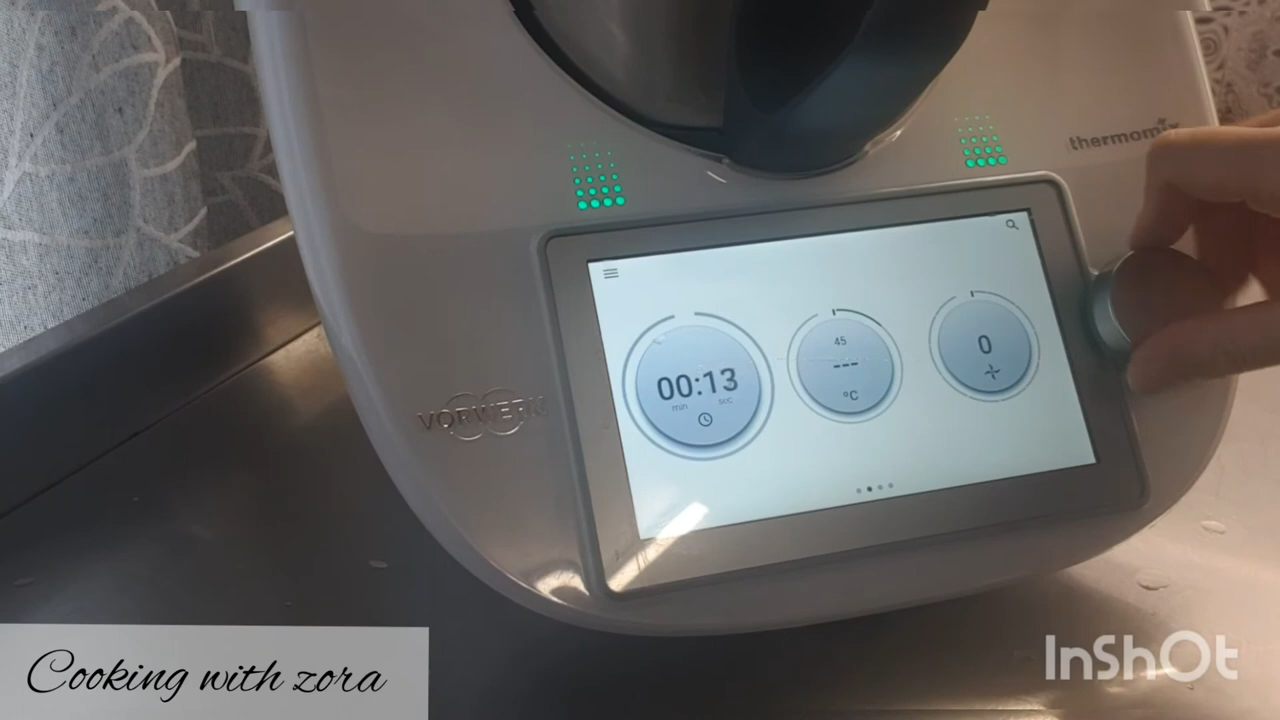 thermomix
00:13
min sec
45
---
°C
0
VORWERK
Cooking with zora
InShOt